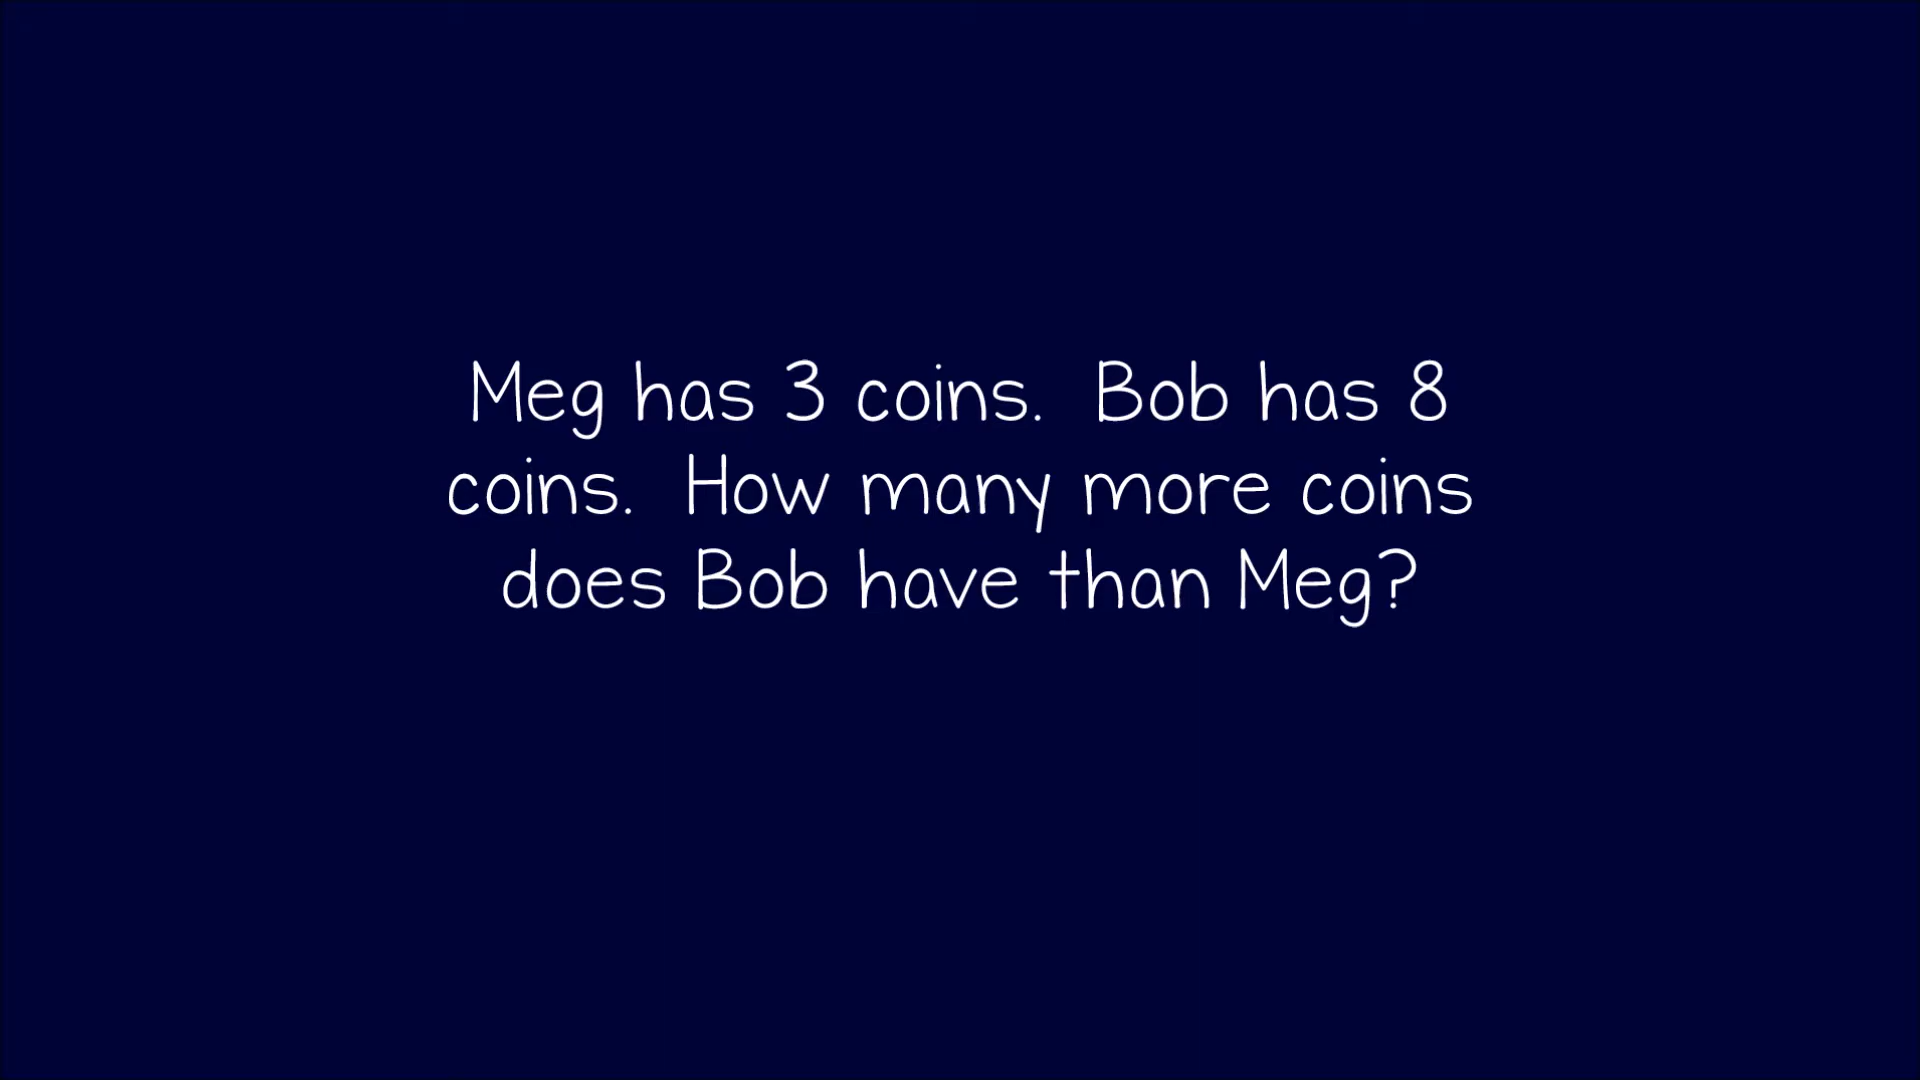 Meg has 3 coins.  Bob has 8
coins.  How many more coins
does Bob have than Meg?